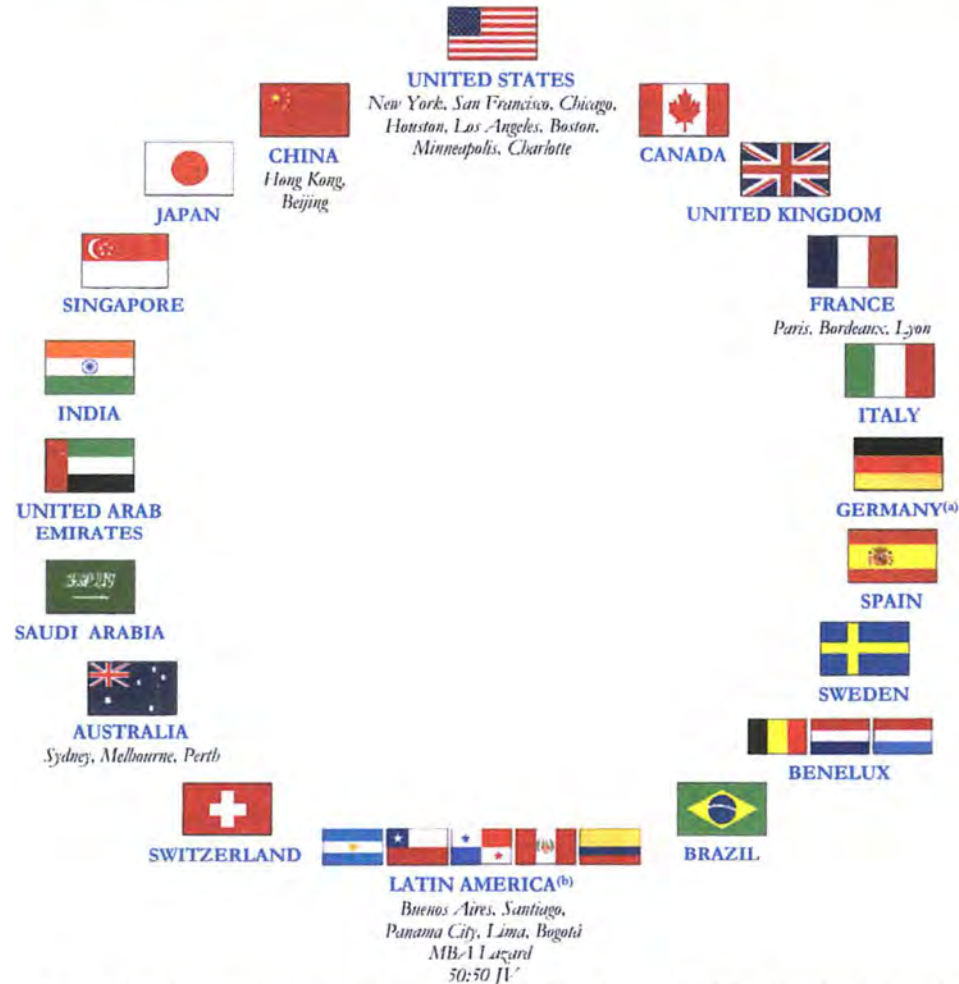 UNITED STATES
New York, San Francisco, Chicago,
Houston, Los Angeles, Boston,
Minneapolis, Charlotte
CANADA
UNITED KINGDOM
FRANCE
Paris, Bordeaux, Lyon
ITALY
GERMANY(a)
SPAIN
SWEDEN
BENELUX
BRAZIL
LATIN AMERICA(b)
Buenos Aires, Santiago,
Panama City, Lima, Bogotá
MBA Lazard
50:50 JV
SWITZERLAND
AUSTRALIA
Sydney, Melbourne, Perth
SAUDI ARABIA
UNITED ARAB
EMIRATES
INDIA
SINGAPORE
JAPAN
CHINA
Hong Kong,
Beijing